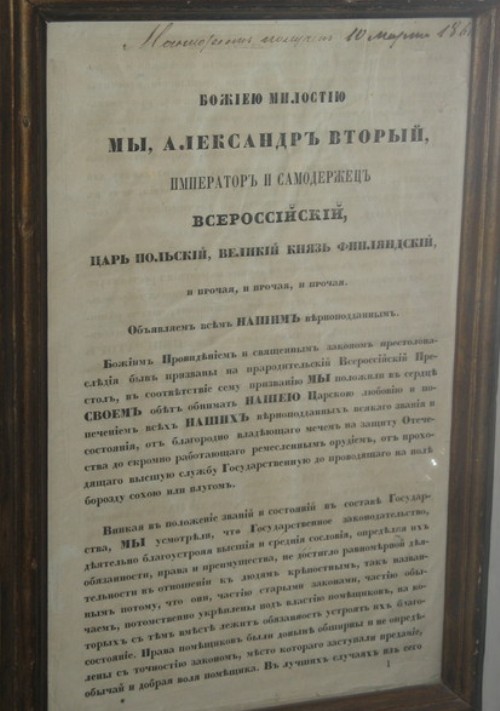 получен 10 марта 186
БОЖІЕЮ МИЛОСТІЮ
МЫ, АЛЕКСАНДРЪ ВТОРЫЙ,
ИМПЕРАТОРЪ И САМОДЕРЖЕЦЪ
ВСЕРОССІЙСКІЙ,
ЦАРЬ ПОЛЬСКІЙ, ВЕЛИКІЙ КНЯЗЬ ФИНЛЯНДСКІЙ,
и прочая, и прочая, и прочая.
Объявляемъ всѣмъ НАШИМЪ вѣрноподданнымъ.
Божіимъ Провидѣніемъ и священнымъ закономъ престолона-
слѣдія бывъ призваны на прародительскій Всероссійскій Пре-
столъ, въ соотвѣтствіе сему призванію МЫ положили въ сердцѣ
СВОЕМЪ обѣтъ обнимать НАШЕЮ Царскою любовію и по-
печеніемъ всѣхъ НАШИХЪ вѣрноподданныхъ всякаго званія и
состоянія, отъ благородно владѣющаго мечемъ на защиту Отече-
ства до скромно работающаго ремесленнымъ орудіемъ, отъ прохо-
дящаго высшую службу Государственную до проводящаго на полѣ
борозду сохою или плугомъ.
Вникая въ положеніе званій и состояній въ составѣ Государ-
ства, МЫ усмотрѣли, что Государственное законодательство,
дѣятельно благоустрояя высшія и среднія сословія, опредѣляя ихъ
обязанности, права и преимущества, не достигло равномѣрной дѣя-
тельности въ отношеніи къ людямъ крѣпостнымъ, такъ назван-
нымъ потому, что они, частію старыми законами, частію обы-
чаемъ, потомственно укрѣплены подъ властію помѣщиковъ, на ко-
торыхъ съ тѣмъ вмѣстѣ лежитъ обязанность устроять ихъ благо-
состояніе. Права помѣщиковъ были донынѣ обширны и не опредѣ-
лены съ точностію закономъ, мѣсто котораго заступали преданіе,
обычай и добрая воля помѣщика. Въ лучшихъ случаяхъ изъ сего
1